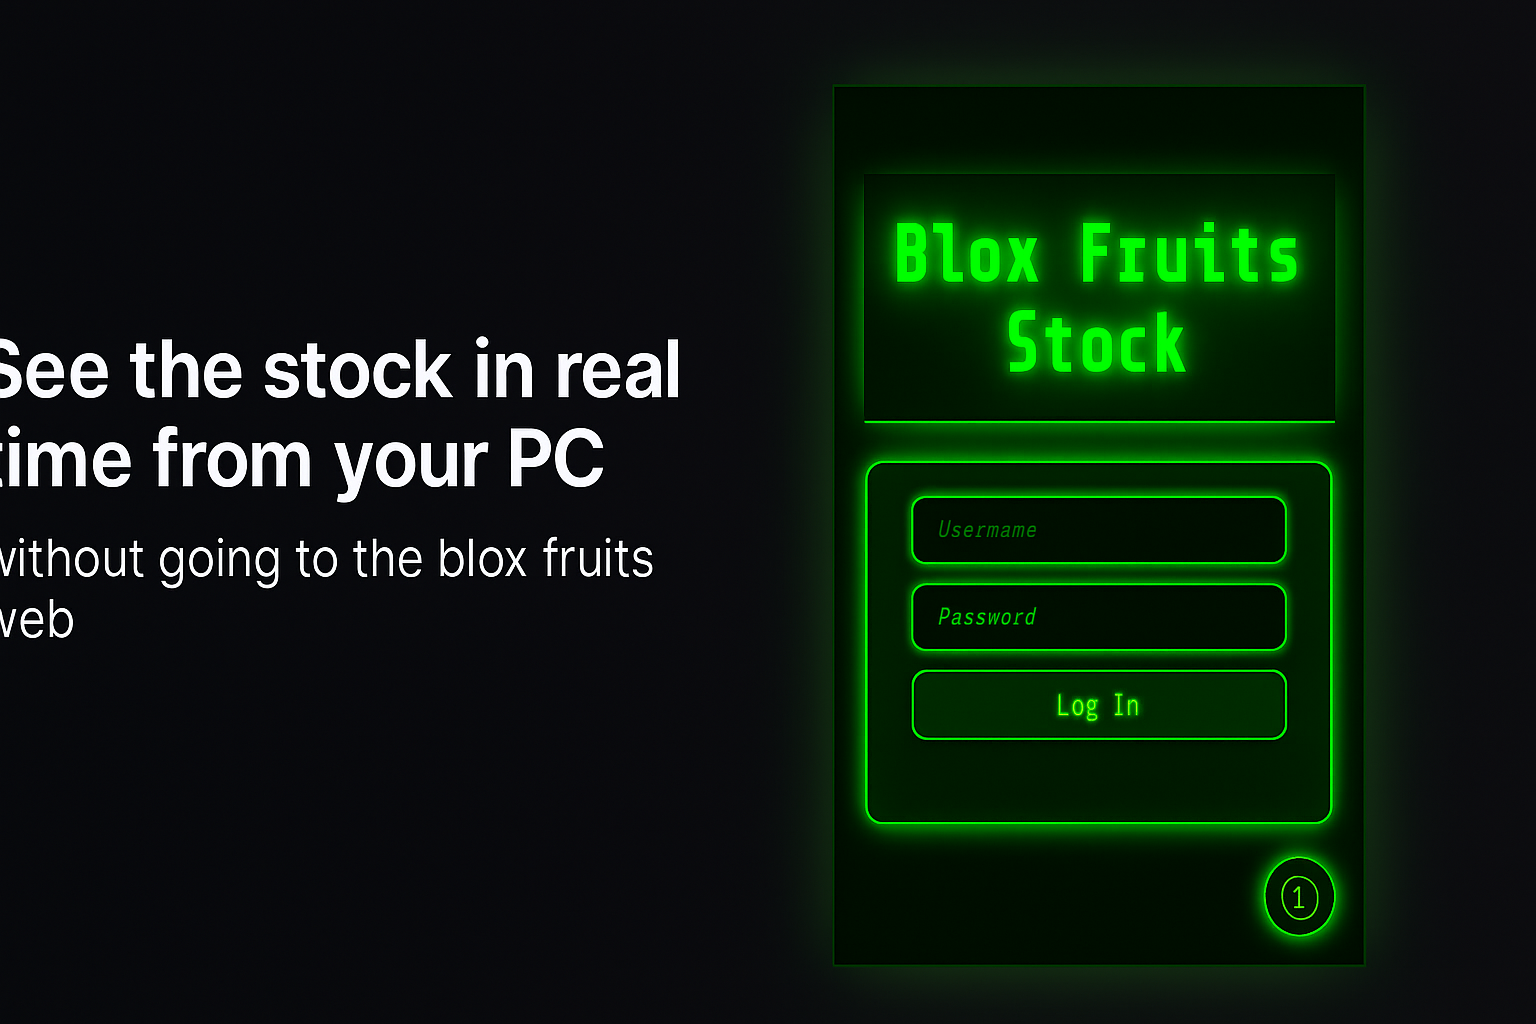 See the stock in real
time from your PC
without going to the blox fruits
web
Blox Fruits
Stock
Username
Password
Log In
1